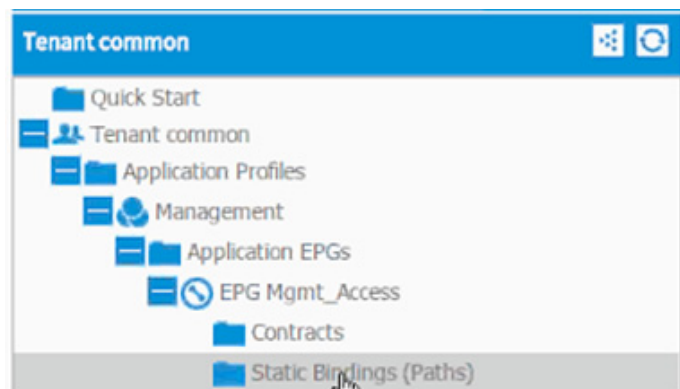 Tenant common
Quick Start
Tenant common
Application Profiles
Management
Application EPGs
EPG Mgmt_Access
Contracts
Static Bindings (Paths)